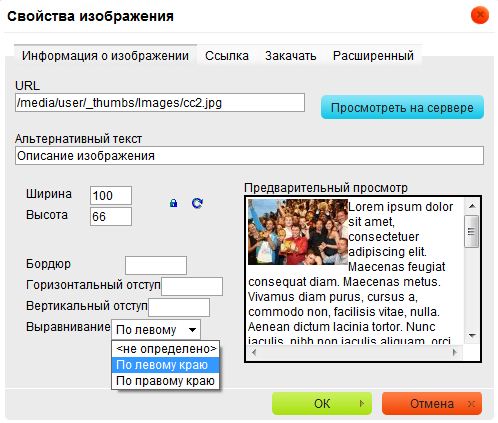 Свойства изображения
Информация о изображении Ссылка Закачать Расширенный
URL
/media/user/_thumbs/Images/cc2.jpg
Просмотреть на сервере
Альтернативный текст
Описание изображения
Ширина 100
Высота 66
Бордюр
Горизонтальный отступ
Вертикальный отступ
Выравнивание По левому
<не определено>
По левому краю
По правому краю
Предварительный просмотр
Lorem ipsum dolor
sit amet,
consectetuer
adipiscing elit.
Maecenas feugiat
consequat diam. Maecenas metus.
Vivamus diam purus, cursus a,
commodo non, facilisis vitae, nulla.
Aenean dictum lacinia tortor. Nunc
iaculis, nibh non iaculis aliquam, orci
ОК Отмена